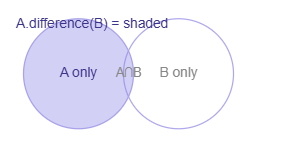 A.difference(B) = shaded
A only A∩B B only